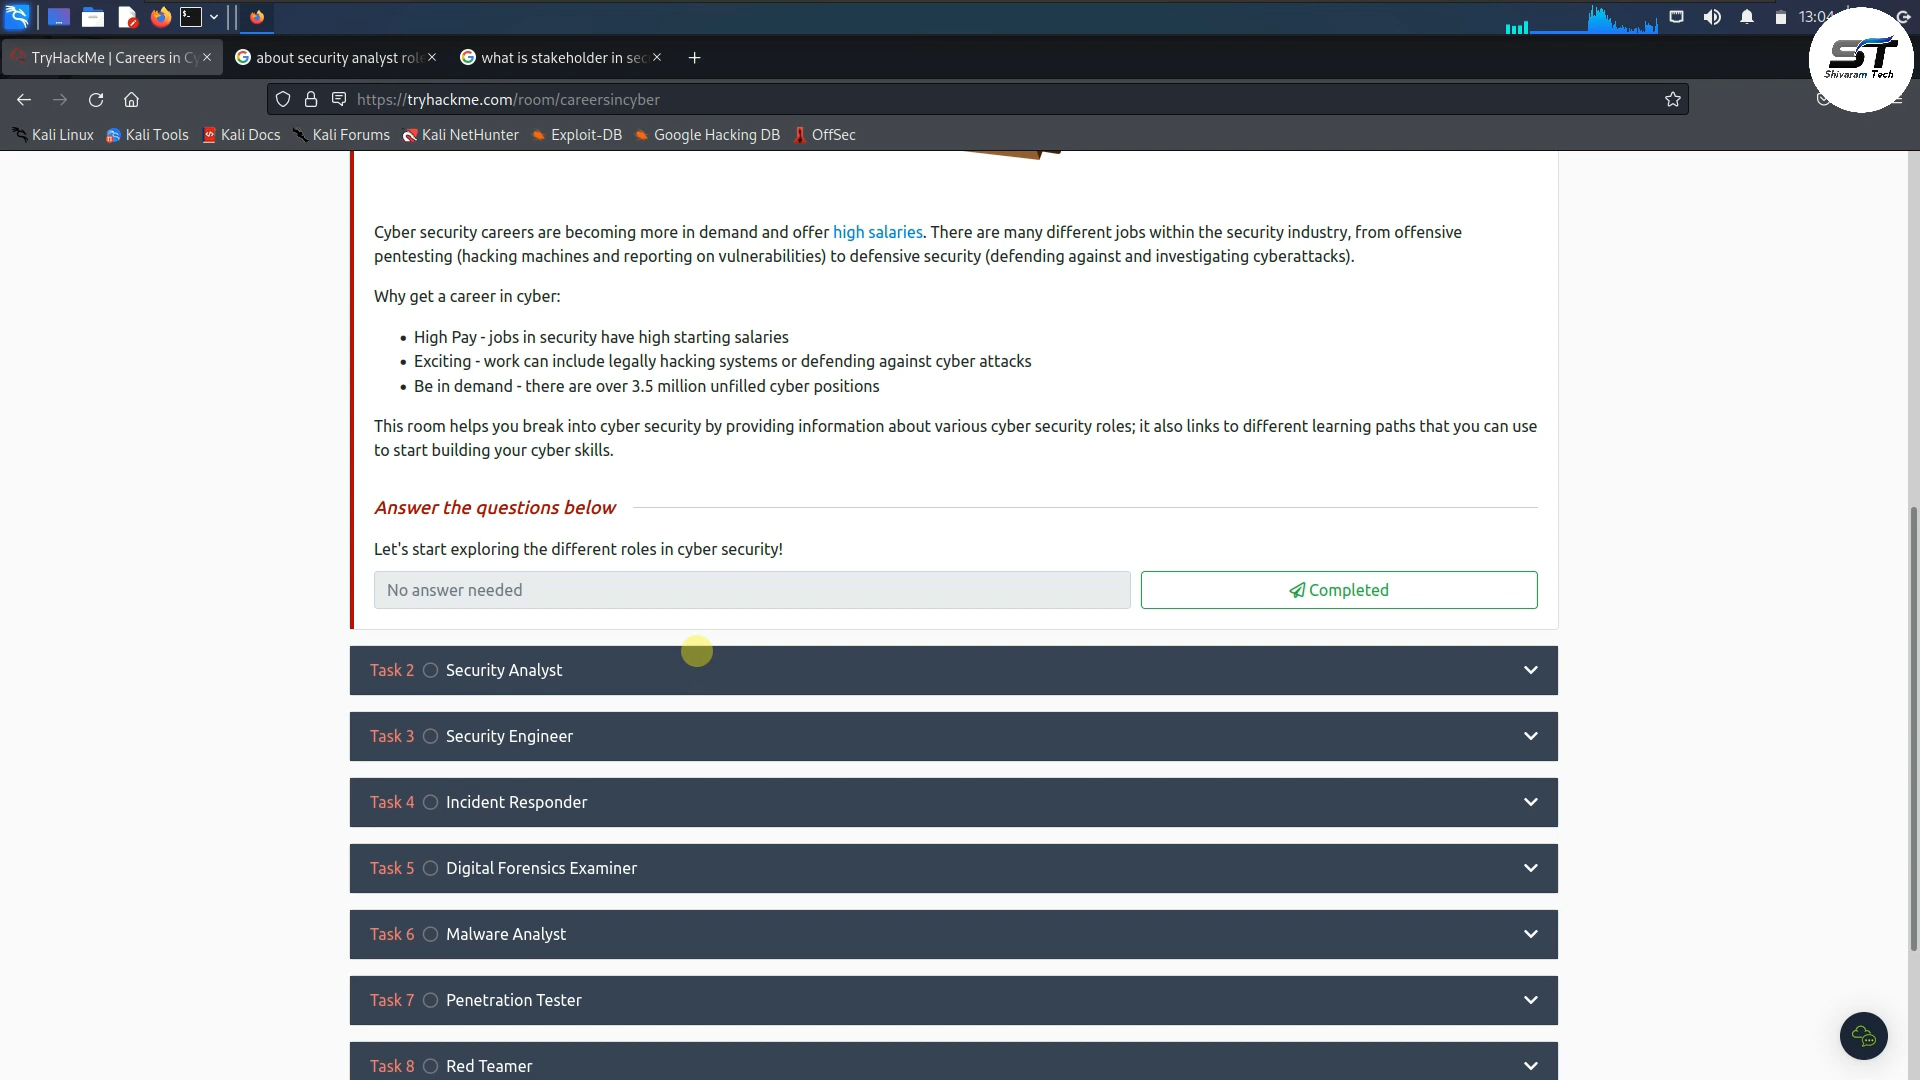 13:04
ST
Shivaram Tech
TryHackMe | Careers in Cy
about security analyst role
what is stakeholder in sec
https://tryhackme.com/room/careersincyber
Kali Linux
Kali Tools
Kali Docs
Kali Forums
Kali NetHunter
Exploit-DB
Google Hacking DB
OffSec
Cyber security careers are becoming more in demand and offer high salaries. There are many different jobs within the security industry, from offensive
pentesting (hacking machines and reporting on vulnerabilities) to defensive security (defending against and investigating cyberattacks).
Why get a career in cyber:
• High Pay - jobs in security have high starting salaries
• Exciting - work can include legally hacking systems or defending against cyber attacks
• Be in demand - there are over 3.5 million unfilled cyber positions
This room helps you break into cyber security by providing information about various cyber security roles; it also links to different learning paths that you can use
to start building your cyber skills.
Answer the questions below
Let's start exploring the different roles in cyber security!
No answer needed
Completed
Task 2 Security Analyst
Task 3 Security Engineer
Task 4 Incident Responder
Task 5 Digital Forensics Examiner
Task 6 Malware Analyst
Task 7 Penetration Tester
Task 8 Red Teamer